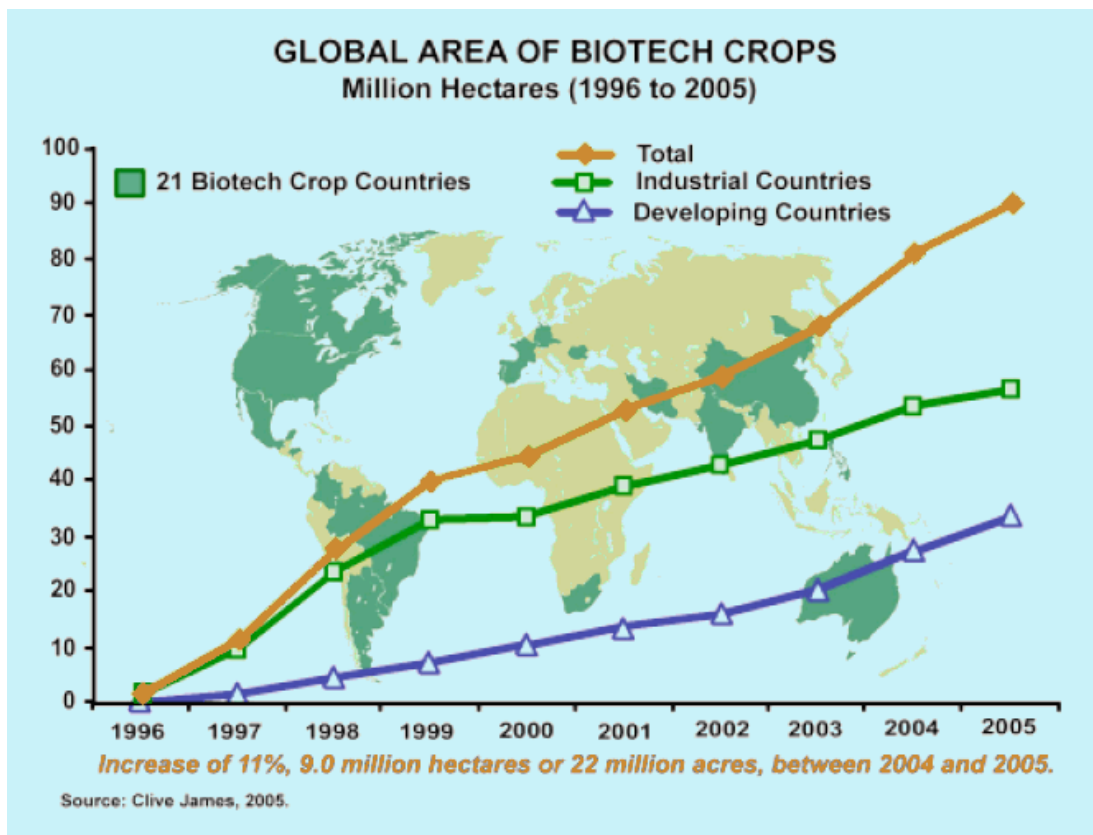 GLOBAL AREA OF BIOTECH CROPS
Million Hectares (1996 to 2005)
100
90
80
70
60
50
40
30
20
10
0
21 Biotech Crop Countries
Total
Industrial Countries
Developing Countries
1996 1997 1998 1999 2000 2001 2002 2003 2004 2005
Increase of 11%, 9.0 million hectares or 22 million acres, between 2004 and 2005.
Source: Clive James, 2005.